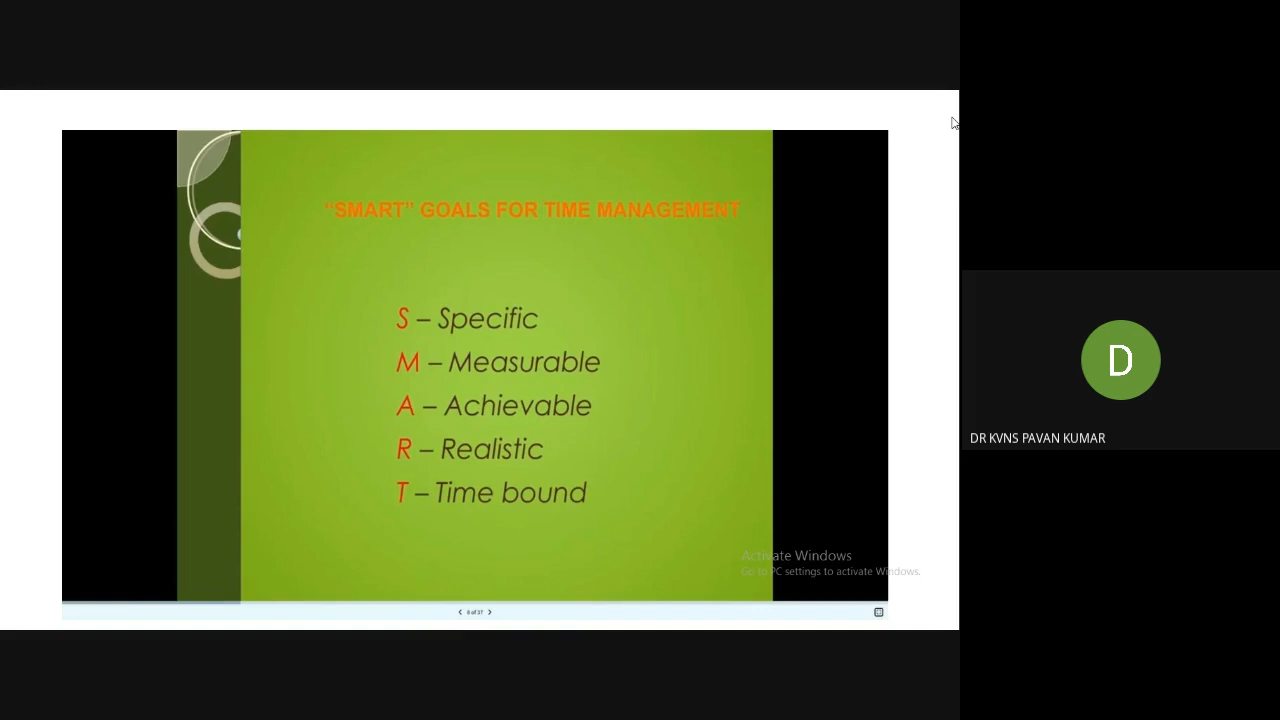 “SMART” GOALS FOR TIME MANAGEMENT
S – Specific
M – Measurable
A – Achievable
R – Realistic
T – Time bound
Activate Windows
Go to PC settings to activate Windows.
8 of 37
D
DR KVNS PAVAN KUMAR